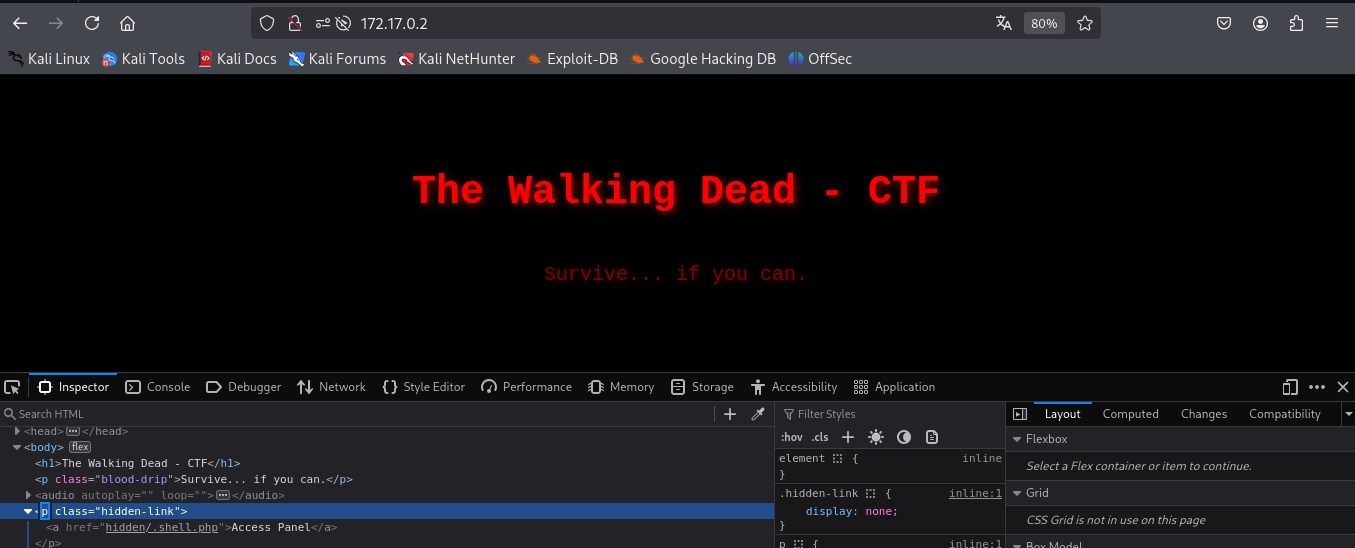 172.17.0.2 80%
Kali Linux Kali Tools Kali Docs Kali Forums Kali NetHunter Exploit-DB Google Hacking DB OffSec
The Walking Dead - CTF
Survive... if you can.
Inspector Console Debugger Network Style Editor Performance Memory Storage Accessibility Application
Search HTML
<head> </head>
<body> flex
<h1>The Walking Dead - CTF</h1>
<p class="blood-drip">Survive... if you can.</p>
<audio autoplay="" loop=""> </audio>
<p class="hidden-link">
<a href="hidden/.shell.php">Access Panel</a>
</p>
Filter Styles
:hov .cls
element { inline
}
.hidden-link { inline:1
display: none;
}
p { inline:1
Layout Computed Changes Compatibility
Flexbox
Select a Flex container or item to continue.
Grid
CSS Grid is not in use on this page
Box Model